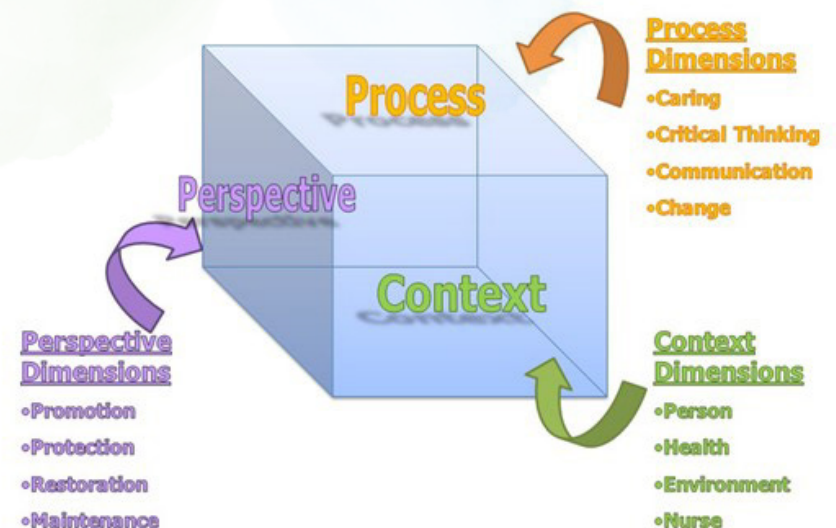 Process
Perspective
Context
Process
Dimensions
•Caring
•Critical Thinking
•Communication
•Change
Perspective
Dimensions
•Promotion
•Protection
•Restoration
•Maintenance
Context
Dimensions
•Person
•Health
•Environment
•Nurse